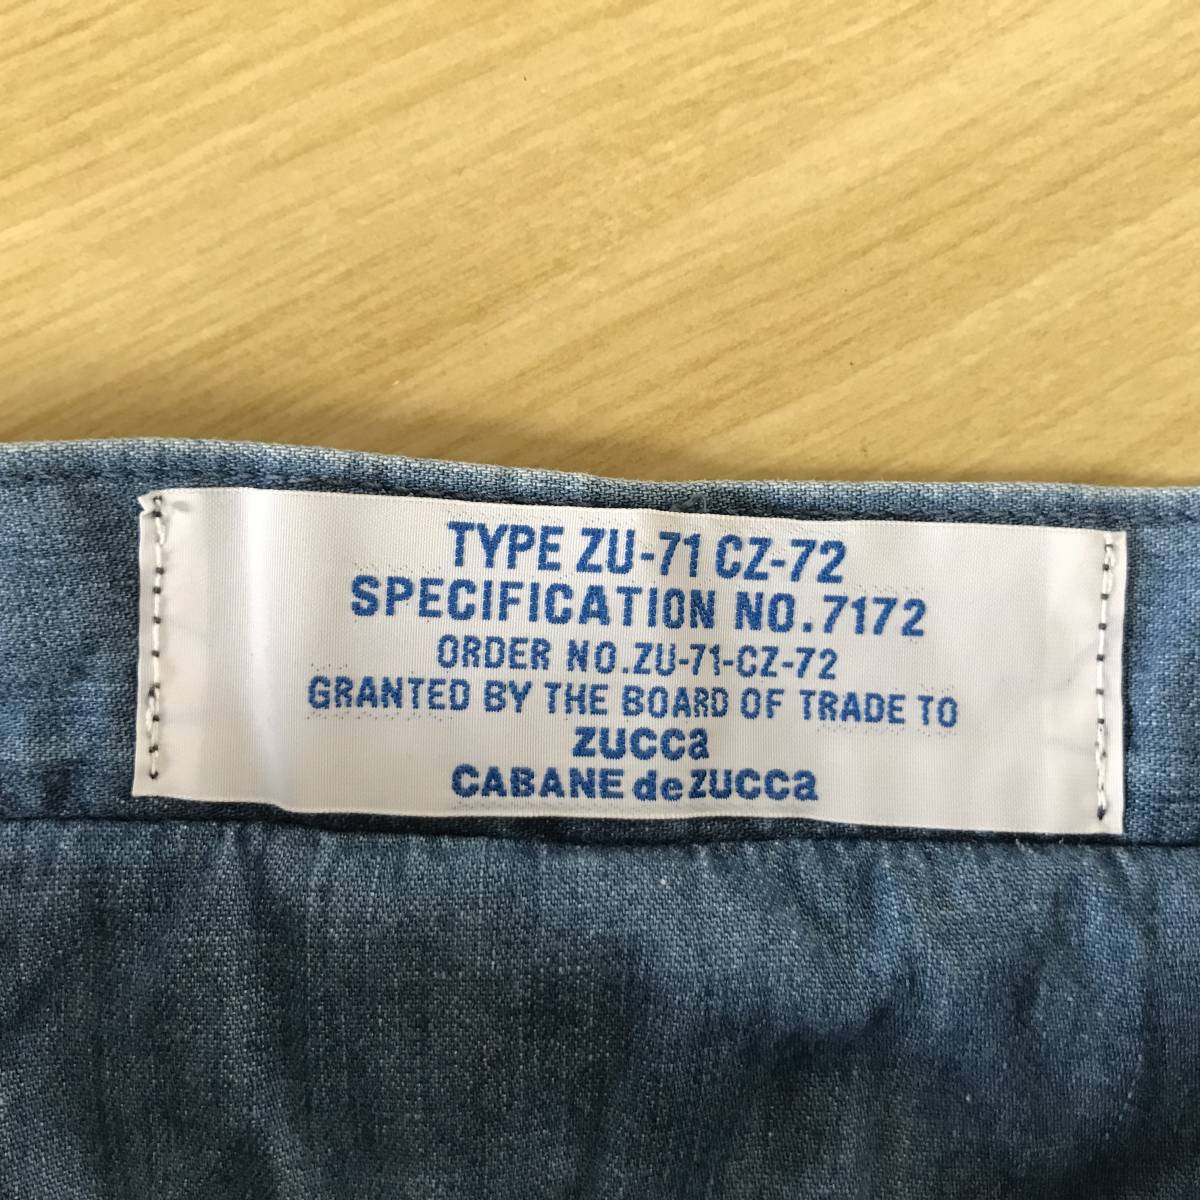 TYPE ZU-71 CZ-72
SPECIFICATION NO.7172
ORDER NO.ZU-71-CZ-72
GRANTED BY THE BOARD OF TRADE TO
ZUCCa
CABANE de ZUCCa